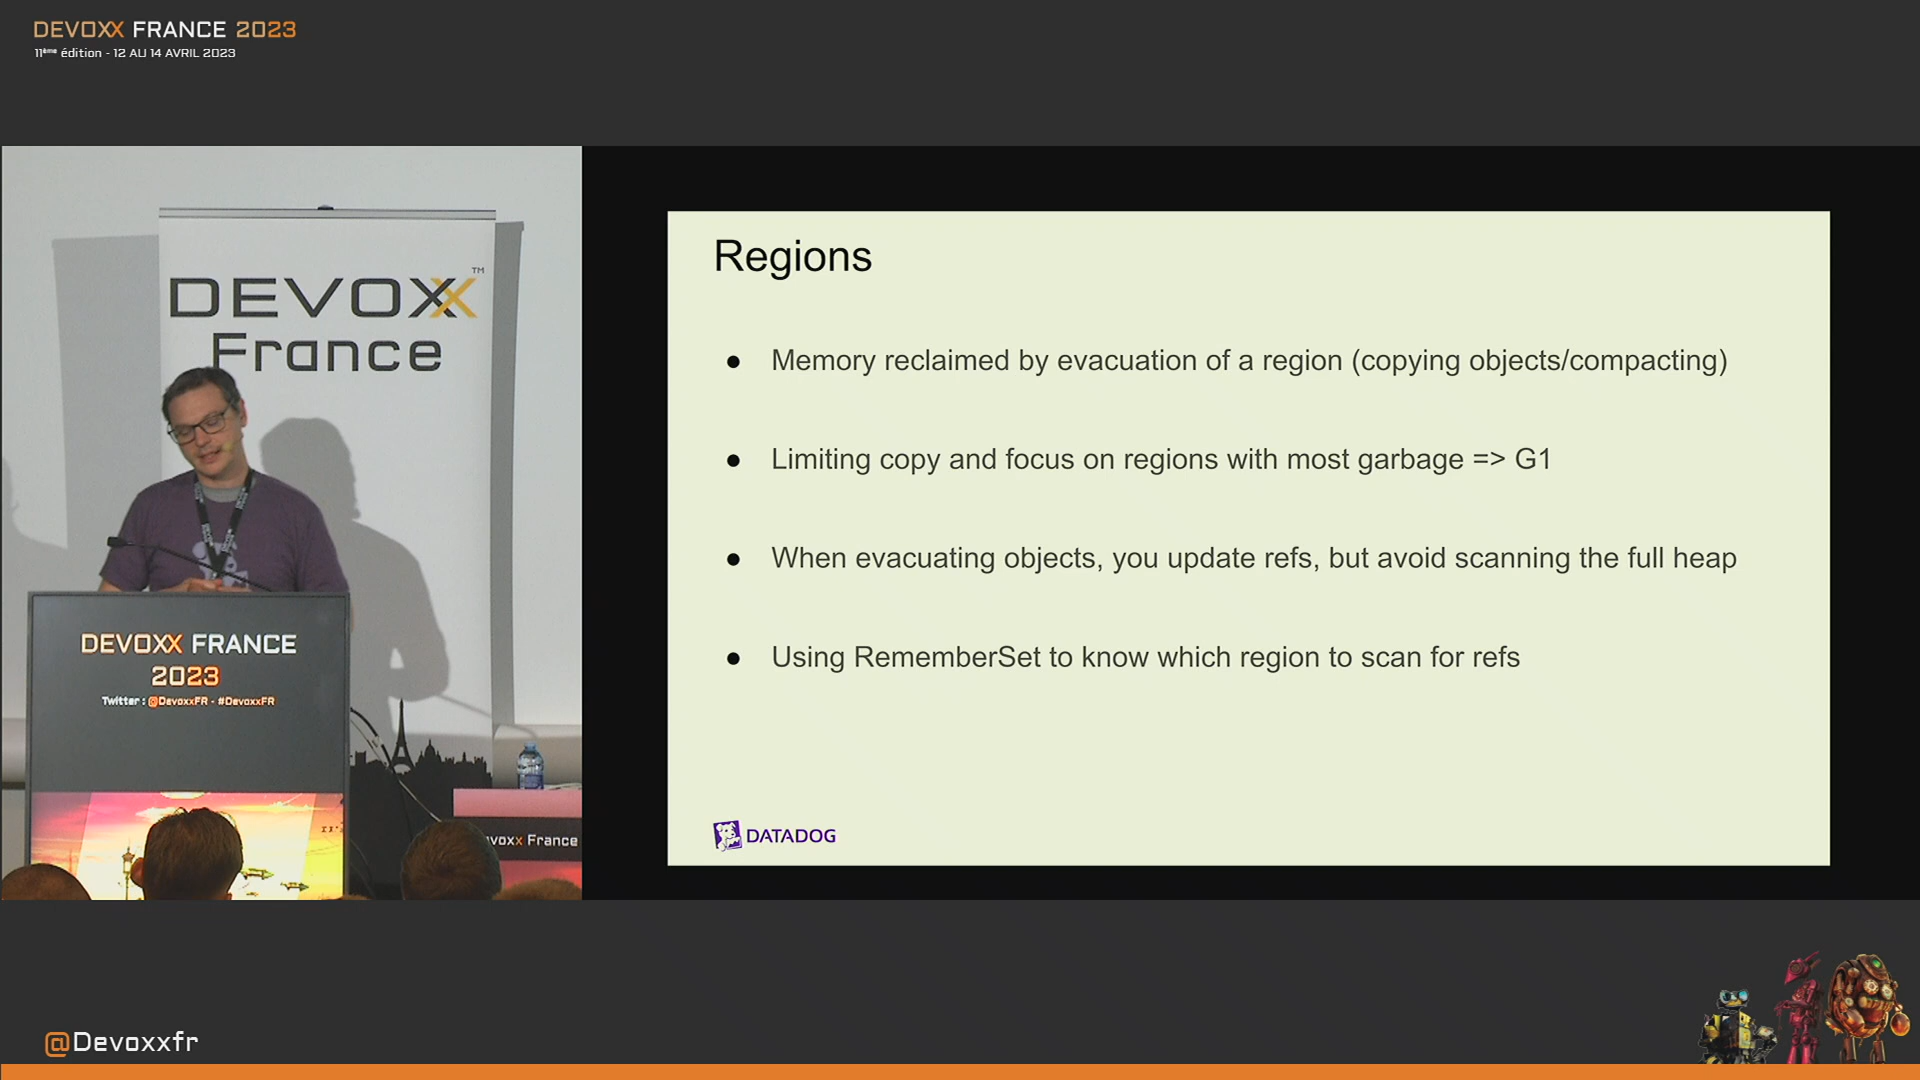 DEVOXX FRANCE 2023
11ème édition - 12 AU 14 AVRIL 2023
DEVOXX™
France
DEVOXX FRANCE
2023
Twitter : @DevoxxFR - #DevoxxFR
voxx France
Regions
● Memory reclaimed by evacuation of a region (copying objects/compacting)
● Limiting copy and focus on regions with most garbage => G1
● When evacuating objects, you update refs, but avoid scanning the full heap
● Using RememberSet to know which region to scan for refs
DATADOG
@Devoxxfr